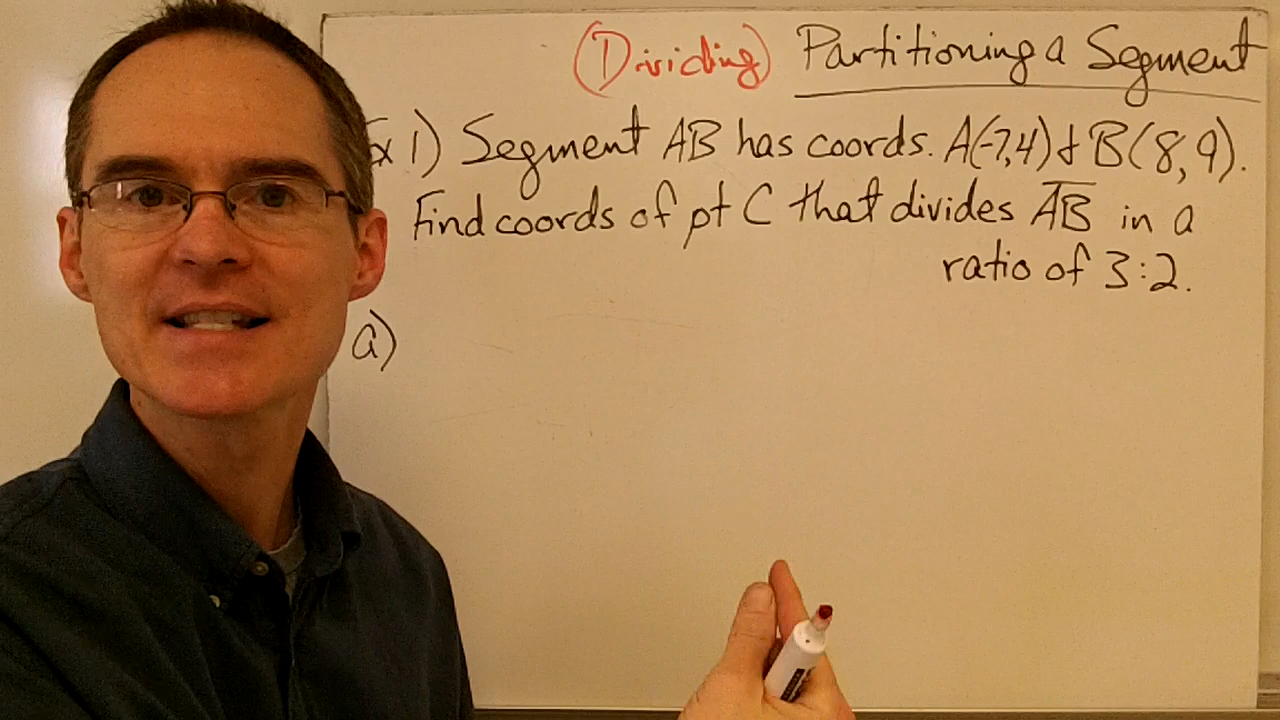 (Dividing) Partitioning a Segment
x 1) Segment AB has coords. A(-7,4) & B(8,9).
Find coords of pt C that divides AB in a
ratio of 3:2.
a)